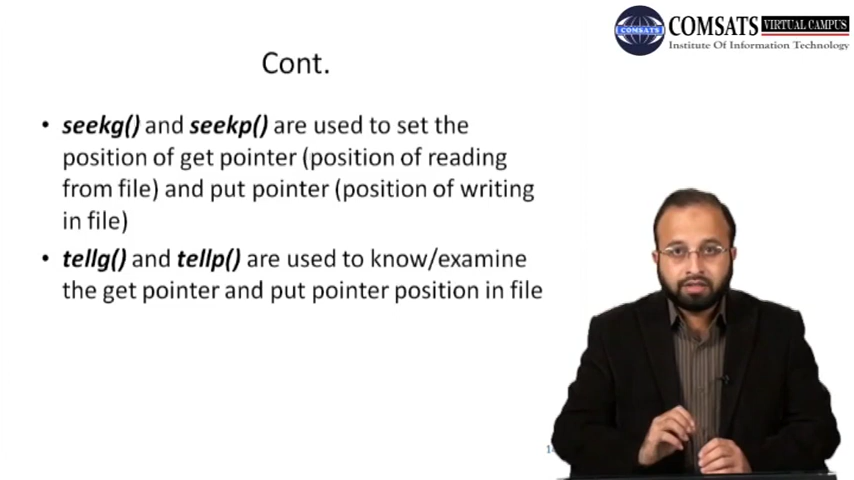 COMSATS VIRTUAL CAMPUS
Institute Of Information Technology
COMSATS
Cont.
• seekg() and seekp() are used to set the
position of get pointer (position of reading
from file) and put pointer (position of writing
in file)
• tellg() and tellp() are used to know/examine
the get pointer and put pointer position in file